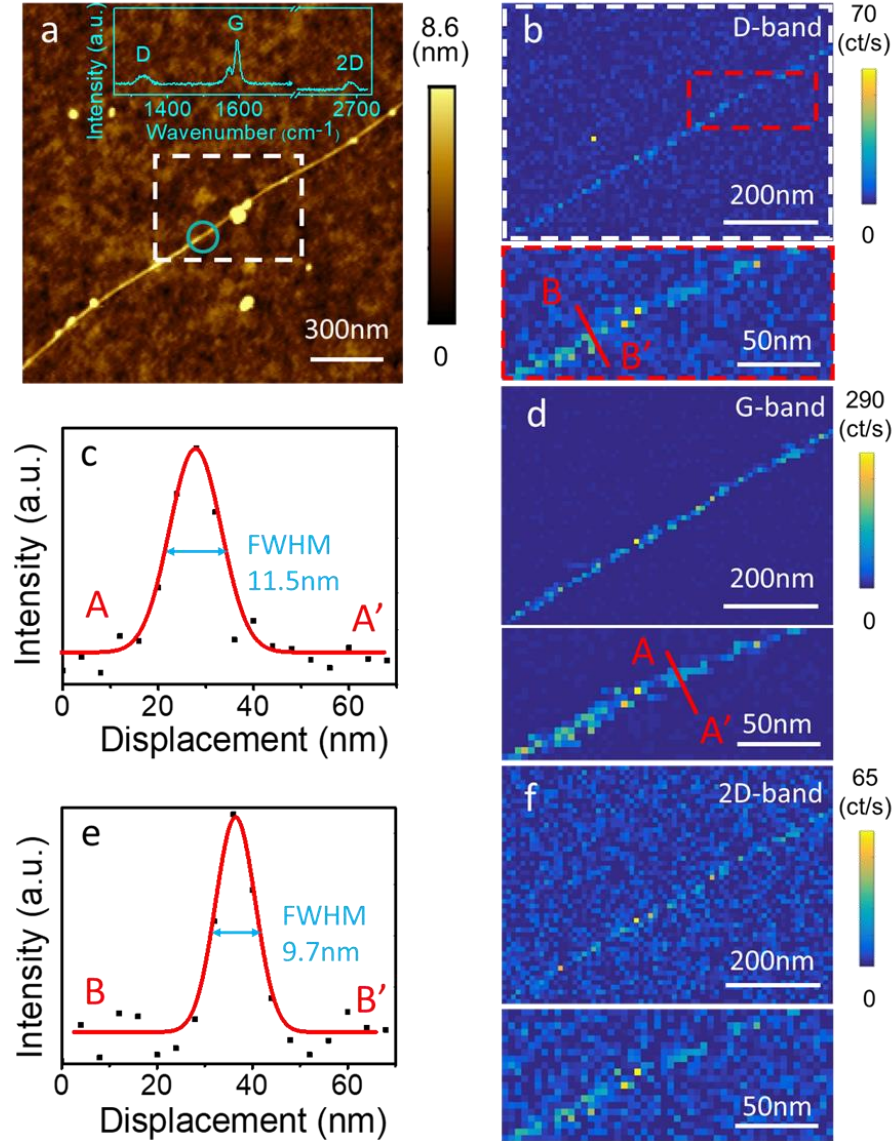 a
Intensity (a.u.)
D
G
2D
1400 1600 2700
Wavenumber (cm-1)
300nm
8.6
(nm)
0
b
D-band
200nm
70
(ct/s)
0
B
B'
50nm
c
Intensity (a.u.)
FWHM
11.5nm
A
A'
0 20 40 60
Displacement (nm)
d
G-band
200nm
290
(ct/s)
0
A
A'
50nm
e
Intensity (a.u.)
FWHM
9.7nm
B
B'
0 20 40 60
Displacement (nm)
f
2D-band
200nm
65
(ct/s)
0
50nm